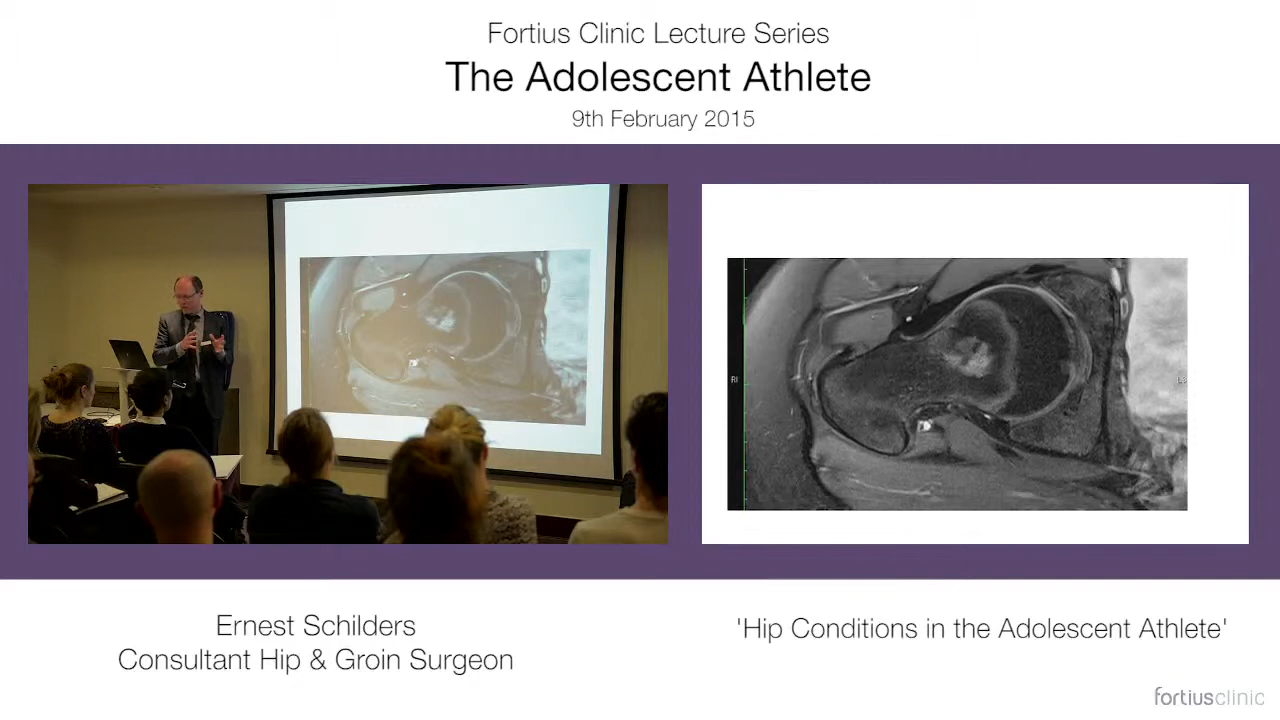 Fortius Clinic Lecture Series
The Adolescent Athlete
9th February 2015
RI
Ernest Schilders
Consultant Hip & Groin Surgeon
'Hip Conditions in the Adolescent Athlete'
fortiusclinic